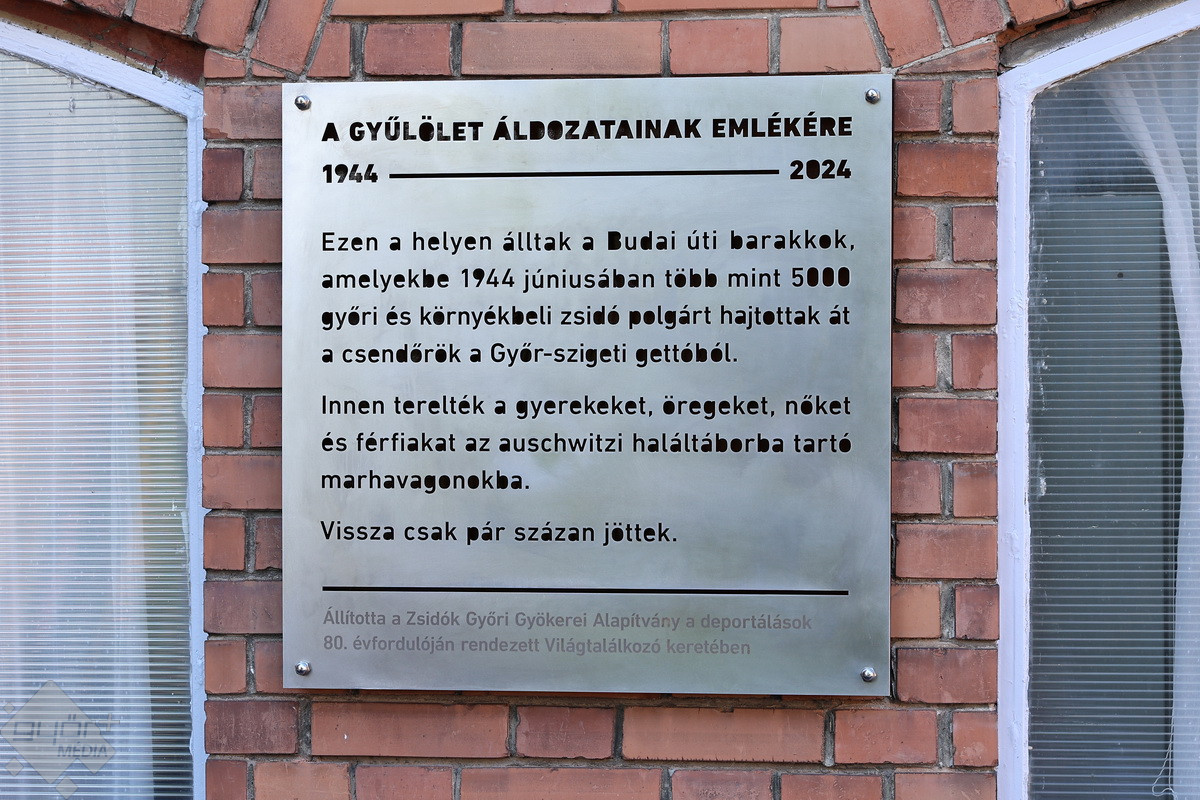 A GYŰLÖLET ÁLDOZATAINAK EMLÉKÉRE
1944 2024
Ezen a helyen álltak a Budai úti barakkok,
amelyekbe 1944 júniusában több mint 5000
győri és környékbeli zsidó polgárt hajtottak át
a csendőrök a Győr-szigeti gettóból.
Innen terelték a gyerekeket, öregeket, nőket
és férfiakat az auschwitzi haláltáborba tartó
marhavagonokba.
Vissza csak pár százan jöttek.
Állította a Zsidók Győri Gyökerei Alapítvány a deportálások
80. évfordulóján rendezett Világtalálkozó keretében
GYŐR+
MÉDIA